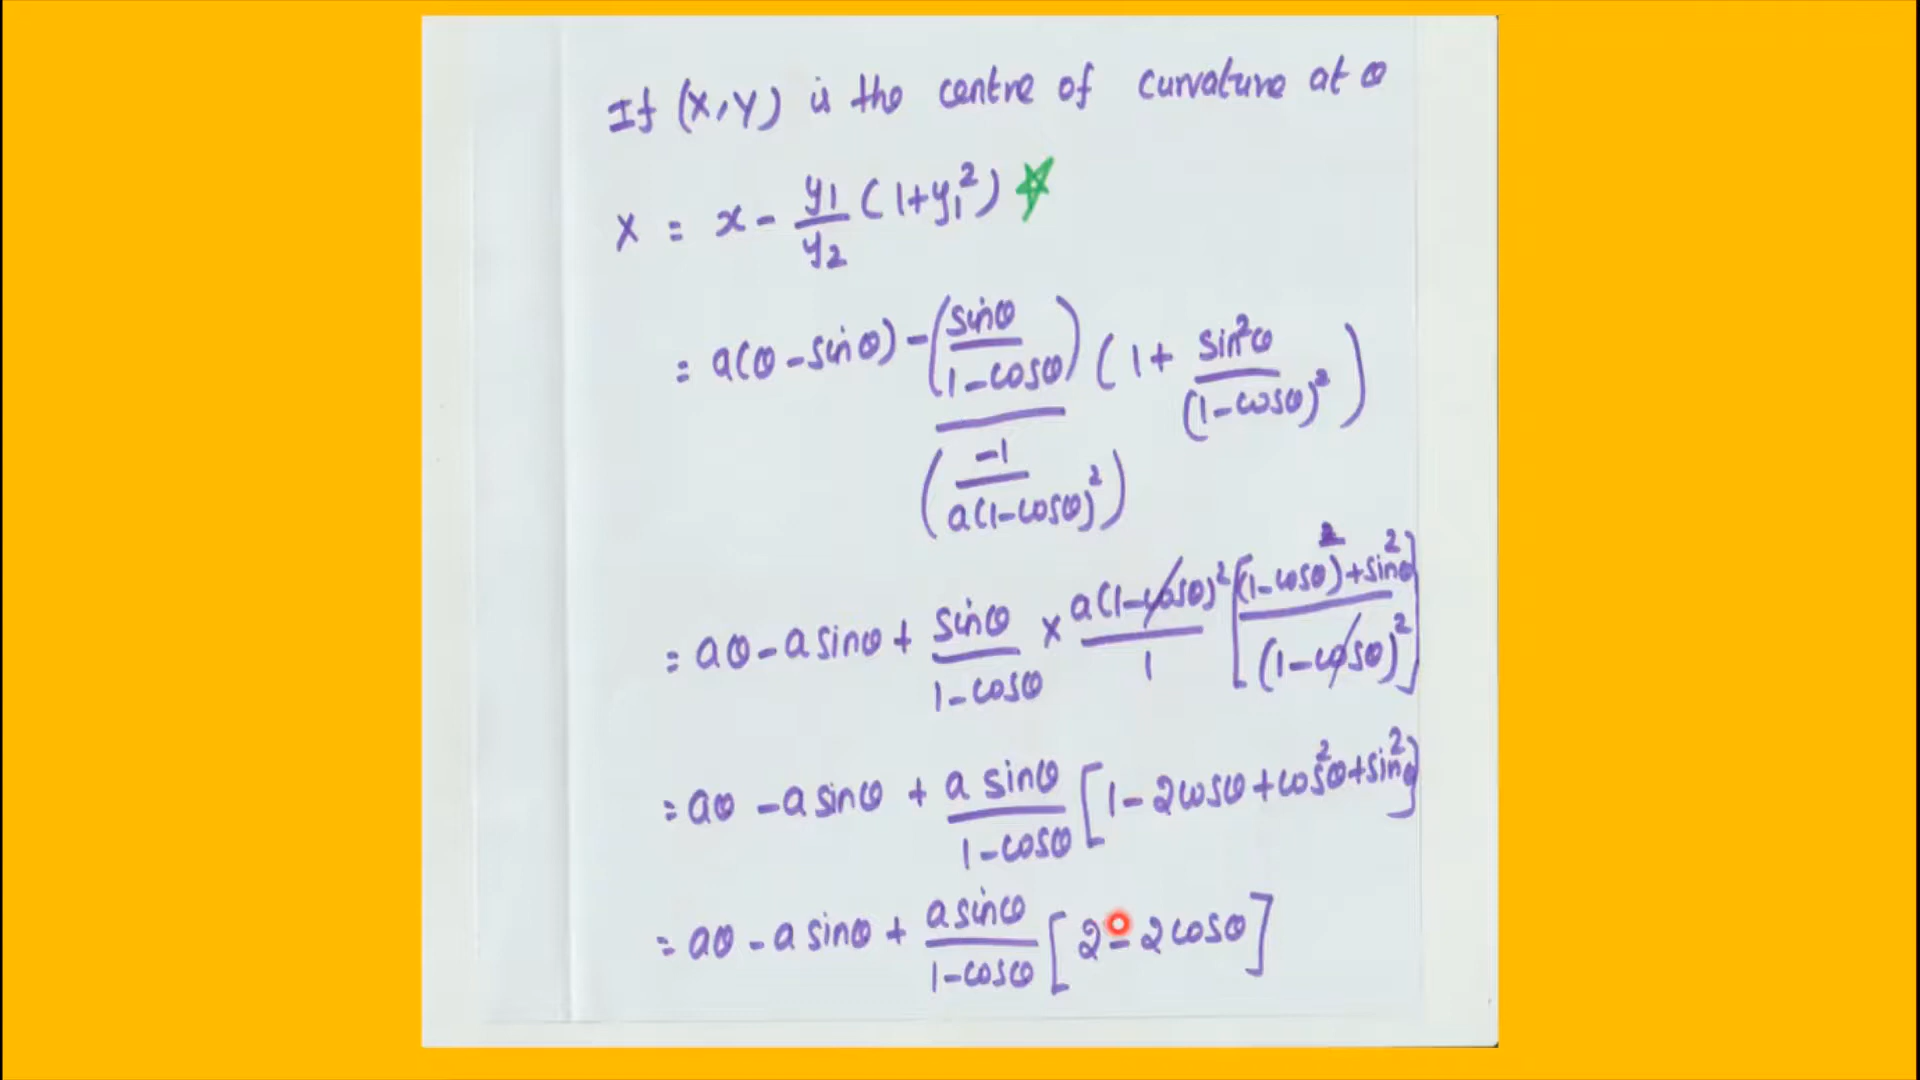 If (X,Y) is the centre of curvature at θ
X = x - y₁/y₂ (1+y₁²) ☆
= a(θ-sinθ) - (sinθ/(1-cosθ))/(-1/(a(1-cosθ)²)) (1 + sin²θ/(1-cosθ)²)
= aθ - a sinθ + sinθ/(1-cosθ) × a(1-cosθ)²/1 [((1-cosθ)²+sin²θ)/(1-cosθ)²]
= aθ - a sinθ + a sinθ/(1-cosθ) [1-2cosθ+cos²θ+sin²θ]
= aθ - a sinθ + a sinθ/(1-cosθ) [2-2cosθ]